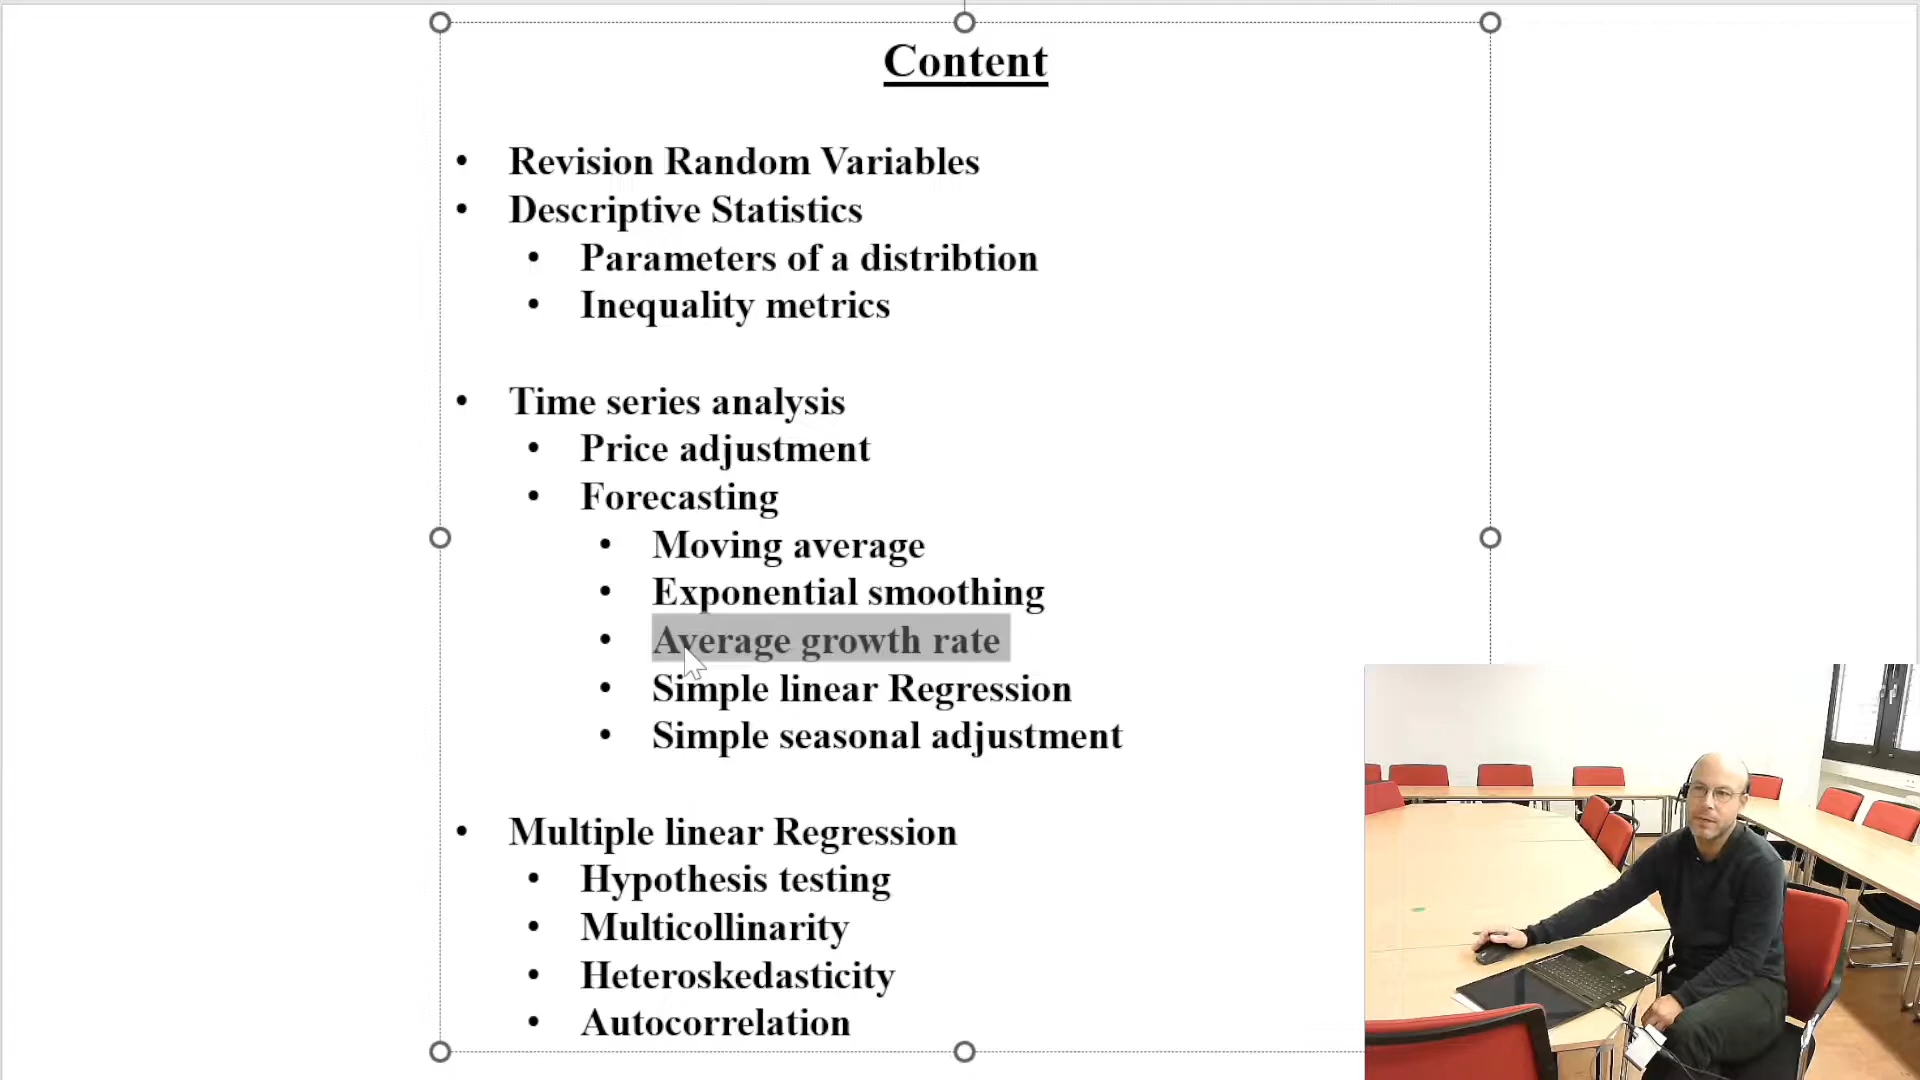 Content
• Revision Random Variables
• Descriptive Statistics
• Parameters of a distribtion
• Inequality metrics
• Time series analysis
• Price adjustment
• Forecasting
• Moving average
• Exponential smoothing
• Average growth rate
• Simple linear Regression
• Simple seasonal adjustment
• Multiple linear Regression
• Hypothesis testing
• Multicollinarity
• Heteroskedasticity
• Autocorrelation